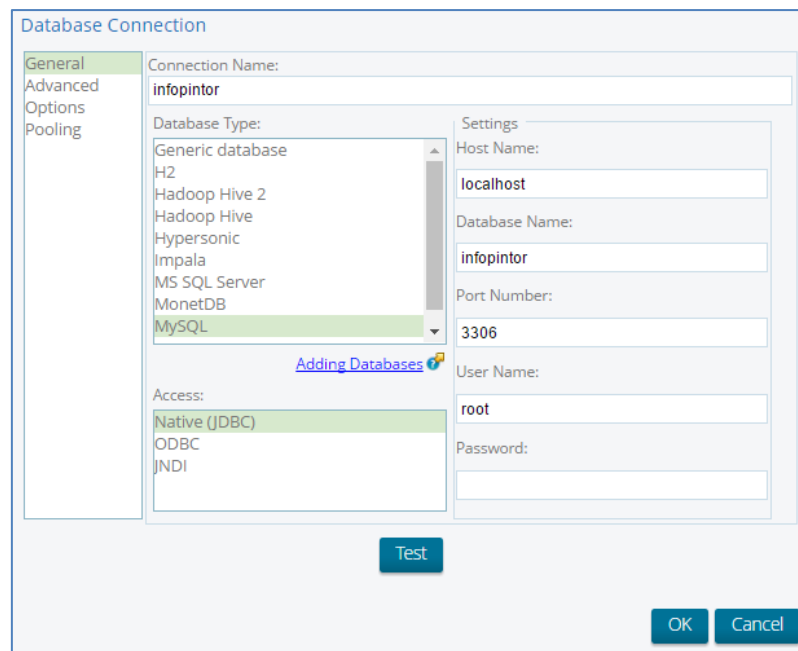 Database Connection
General
Advanced
Options
Pooling
Connection Name:
infopintor
Database Type:
Generic database
H2
Hadoop Hive 2
Hadoop Hive
Hypersonic
Impala
MS SQL Server
MonetDB
MySQL
Adding Databases
Access:
Native (JDBC)
ODBC
JNDI
Settings
Host Name:
localhost
Database Name:
infopintor
Port Number:
3306
User Name:
root
Password:
Test
OK
Cancel